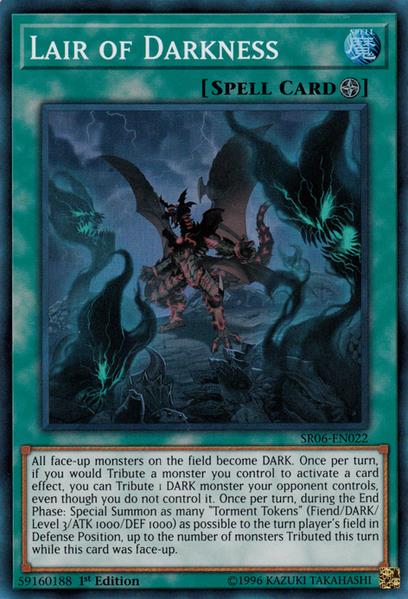 LAIR OF DARKNESS
SPELL
魔
[SPELL CARD]
SR06-EN022
All face-up monsters on the field become DARK. Once per turn,
if you would Tribute a monster you control to activate a card
effect, you can Tribute 1 DARK monster your opponent controls,
even though you do not control it. Once per turn, during the End
Phase: Special Summon as many "Torment Tokens" (Fiend/DARK/
Level 3/ATK 1000/DEF 1000) as possible to the turn player's field in
Defense Position, up to the number of monsters Tributed this turn
while this card was face-up.
59160188 1st Edition ©1996 KAZUKI TAKAHASHI